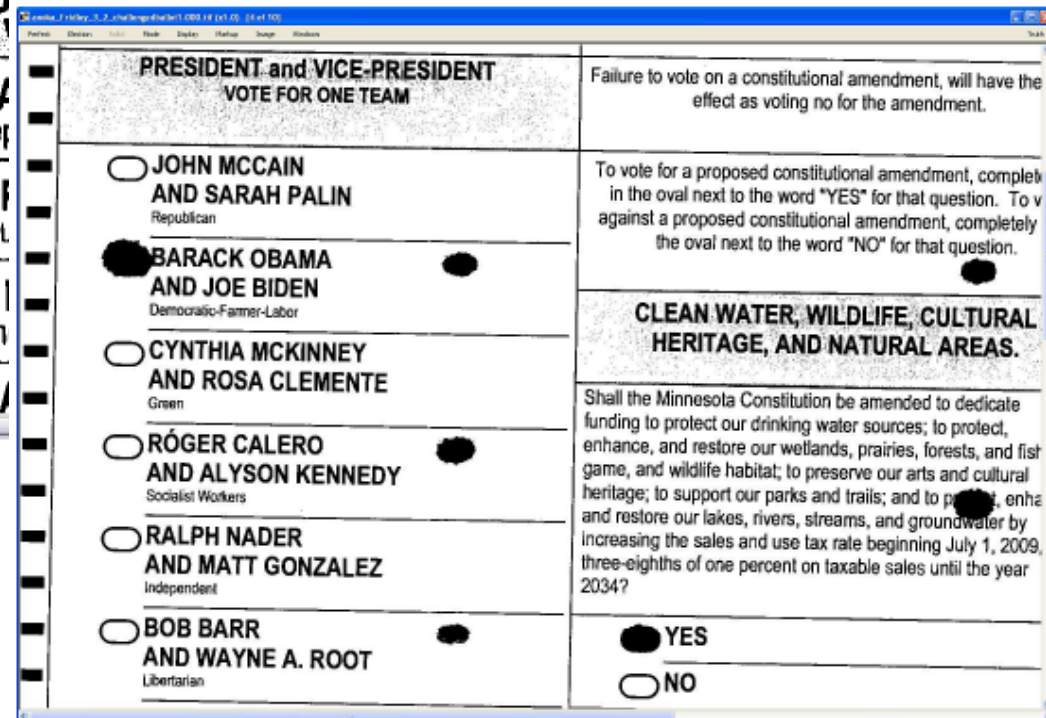 PRESIDENT and VICE-PRESIDENT
VOTE FOR ONE TEAM
JOHN MCCAIN
AND SARAH PALIN
Republican
BARACK OBAMA
AND JOE BIDEN
Democratic-Farmer-Labor
CYNTHIA MCKINNEY
AND ROSA CLEMENTE
Green
RÓGER CALERO
AND ALYSON KENNEDY
Socialist Workers
RALPH NADER
AND MATT GONZALEZ
Independent
BOB BARR
AND WAYNE A. ROOT
Libertarian
Failure to vote on a constitutional amendment, will have the
effect as voting no for the amendment.
To vote for a proposed constitutional amendment,
in the oval next to the word "YES" for that question. To
against a proposed constitutional amendment, completely
the oval next to the word "NO" for that question.
CLEAN WATER, WILDLIFE, CULTURAL
HERITAGE, AND NATURAL AREAS.
Shall the Minnesota Constitution be amended to dedicate
funding to protect our drinking water sources; to protect,
enhance, and restore our wetlands, prairies, forests, and
game, and wildlife habitat; to preserve our arts and cultural
heritage; to support our parks and trails; and to
and restore our lakes, rivers, streams, and groundwater by
increasing the sales and use tax rate beginning July 1, 2009,
three-eighths of one percent on taxable sales until the year
2034?
YES
NO